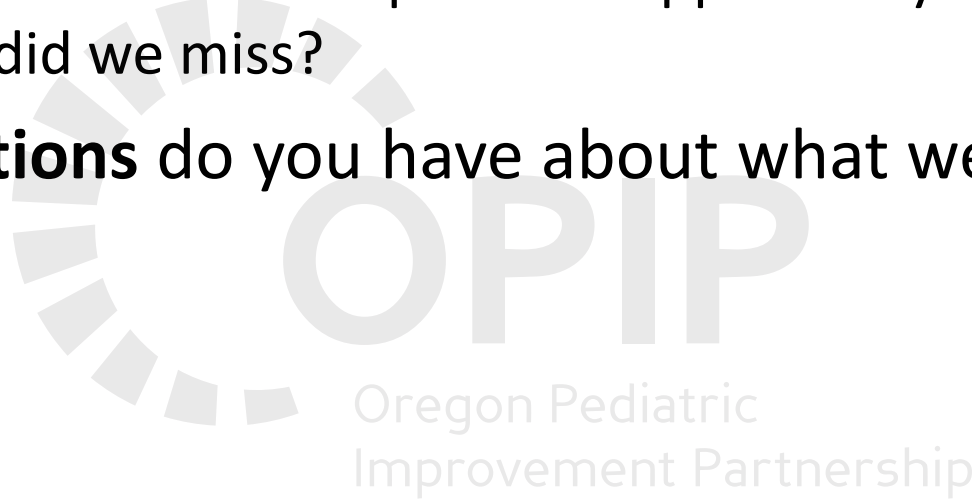 did we miss?
tions do you have about what we
OPIP
Oregon Pediatric
Improvement Partnership